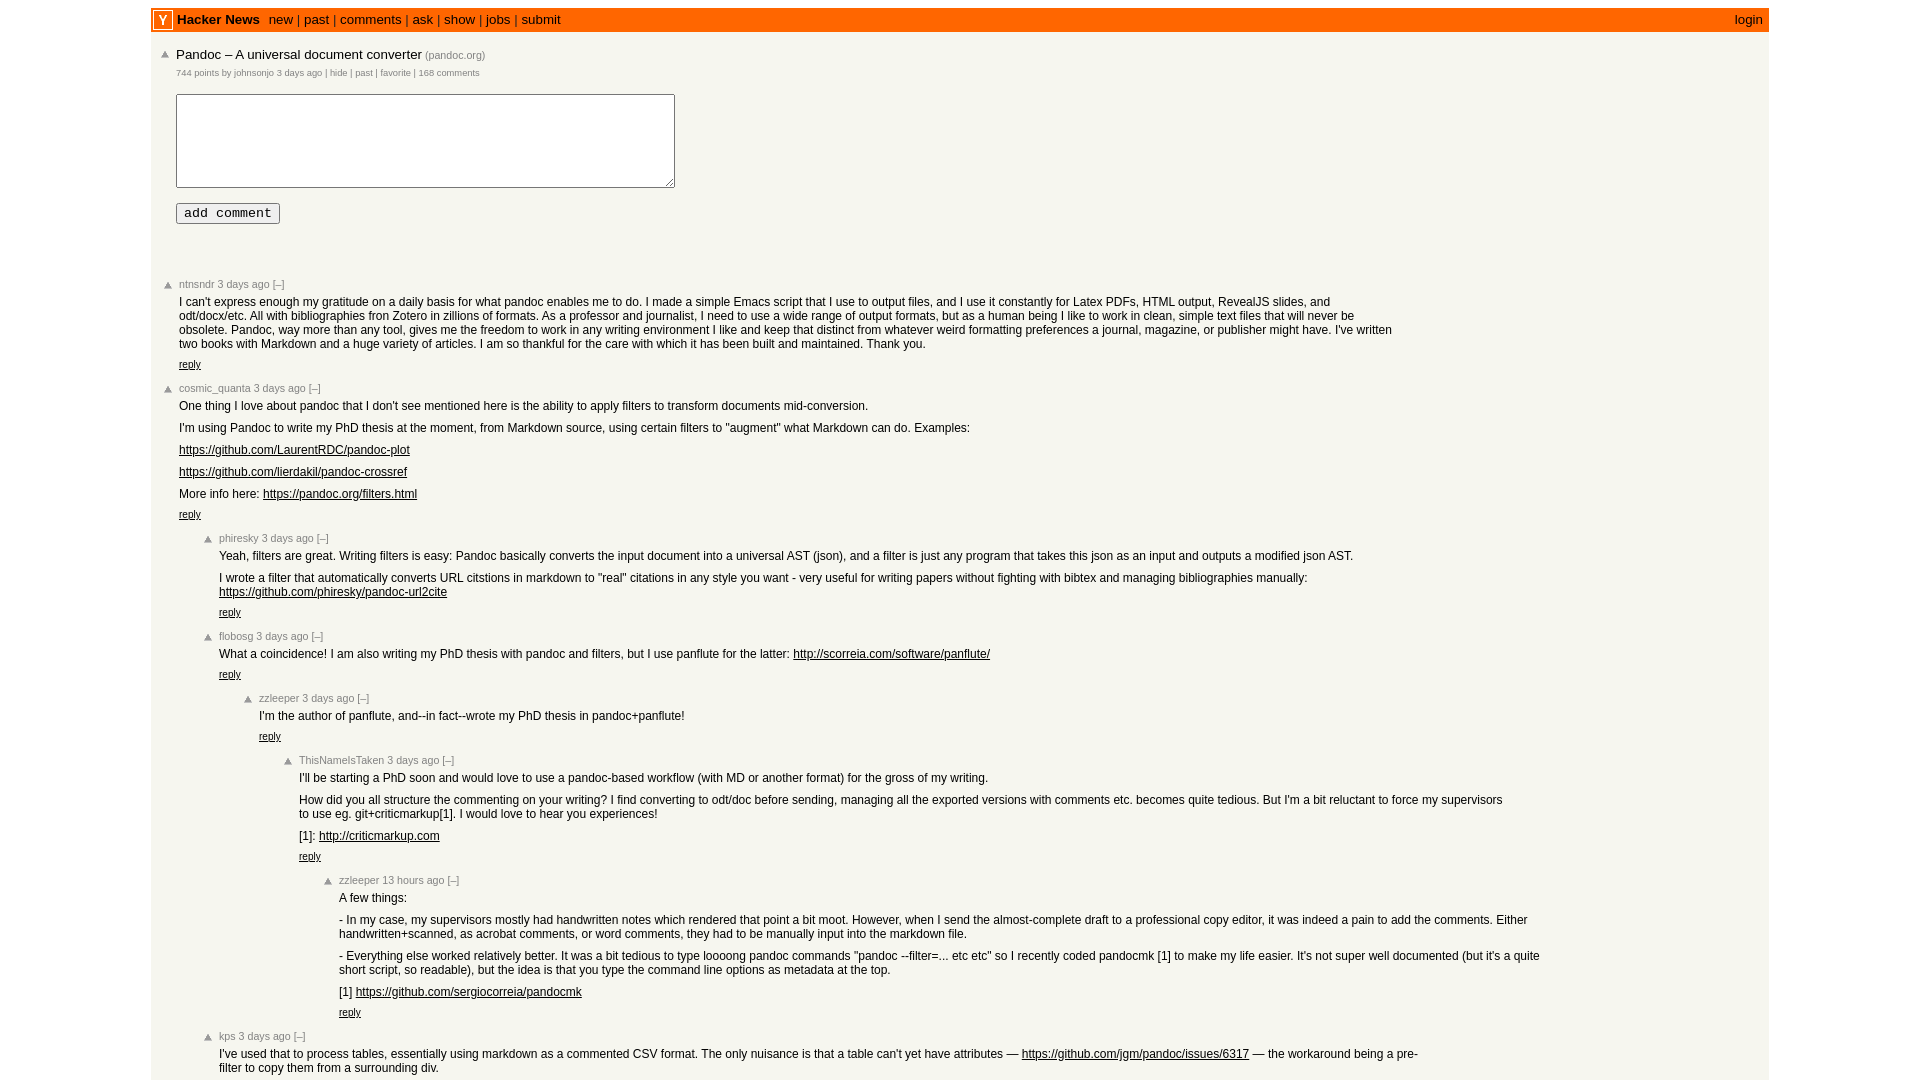 Y Hacker News new | past | comments | ask | show | jobs | submit login
Pandoc – A universal document converter (pandoc.org)
744 points by johnsonjo 3 days ago | hide | past | favorite | 168 comments
add comment
ntnsndr 3 days ago [–]
I can't express enough my gratitude on a daily basis for what pandoc enables me to do. I made a simple Emacs script that I use to output files, and I use it constantly for Latex PDFs, HTML output, RevealJS slides, and
odt/docx/etc. All with bibliographies fron Zotero in zillions of formats. As a professor and journalist, I need to use a wide range of output formats, but as a human being I like to work in clean, simple text files that will never be
obsolete. Pandoc, way more than any tool, gives me the freedom to work in any writing environment I like and keep that distinct from whatever weird formatting preferences a journal, magazine, or publisher might have. I've written
two books with Markdown and a huge variety of articles. I am so thankful for the care with which it has been built and maintained. Thank you.
reply
cosmic_quanta 3 days ago [–]
One thing I love about pandoc that I don't see mentioned here is the ability to apply filters to transform documents mid-conversion.
I'm using Pandoc to write my PhD thesis at the moment, from Markdown source, using certain filters to "augment" what Markdown can do. Examples:
https://github.com/LaurentRDC/pandoc-plot
https://github.com/lierdakil/pandoc-crossref
More info here: https://pandoc.org/filters.html
reply
phiresky 3 days ago [–]
Yeah, filters are great. Writing filters is easy: Pandoc basically converts the input document into a universal AST (json), and a filter is just any program that takes this json as an input and outputs a modified json AST.
I wrote a filter that automatically converts URL citstions in markdown to "real" citations in any style you want - very useful for writing papers without fighting with bibtex and managing bibliographies manually:
https://github.com/phiresky/pandoc-url2cite
reply
flobosg 3 days ago [–]
What a coincidence! I am also writing my PhD thesis with pandoc and filters, but I use panflute for the latter: http://scorreia.com/software/panflute/
reply
zzleeper 3 days ago [–]
I'm the author of panflute, and--in fact--wrote my PhD thesis in pandoc+panflute!
reply
ThisNameIsTaken 3 days ago [–]
I'll be starting a PhD soon and would love to use a pandoc-based workflow (with MD or another format) for the gross of my writing.
How did you all structure the commenting on your writing? I find converting to odt/doc before sending, managing all the exported versions with comments etc. becomes quite tedious. But I'm a bit reluctant to force my supervisors
to use eg. git+criticmarkup[1]. I would love to hear you experiences!
[1]: http://criticmarkup.com
reply
zzleeper 13 hours ago [–]
A few things:
- In my case, my supervisors mostly had handwritten notes which rendered that point a bit moot. However, when I send the almost-complete draft to a professional copy editor, it was indeed a pain to add the comments. Either
handwritten+scanned, as acrobat comments, or word comments, they had to be manually input into the markdown file.
- Everything else worked relatively better. It was a bit tedious to type loooong pandoc commands "pandoc --filter=... etc etc" so I recently coded pandocmk [1] to make my life easier. It's not super well documented (but it's a quite
short script, so readable), but the idea is that you type the command line options as metadata at the top.
[1] https://github.com/sergiocorreia/pandocmk
reply
kps 3 days ago [–]
I've used that to process tables, essentially using markdown as a commented CSV format. The only nuisance is that a table can't yet have attributes — https://github.com/jgm/pandoc/issues/6317 — the workaround being a pre-
filter to copy them from a surrounding div.